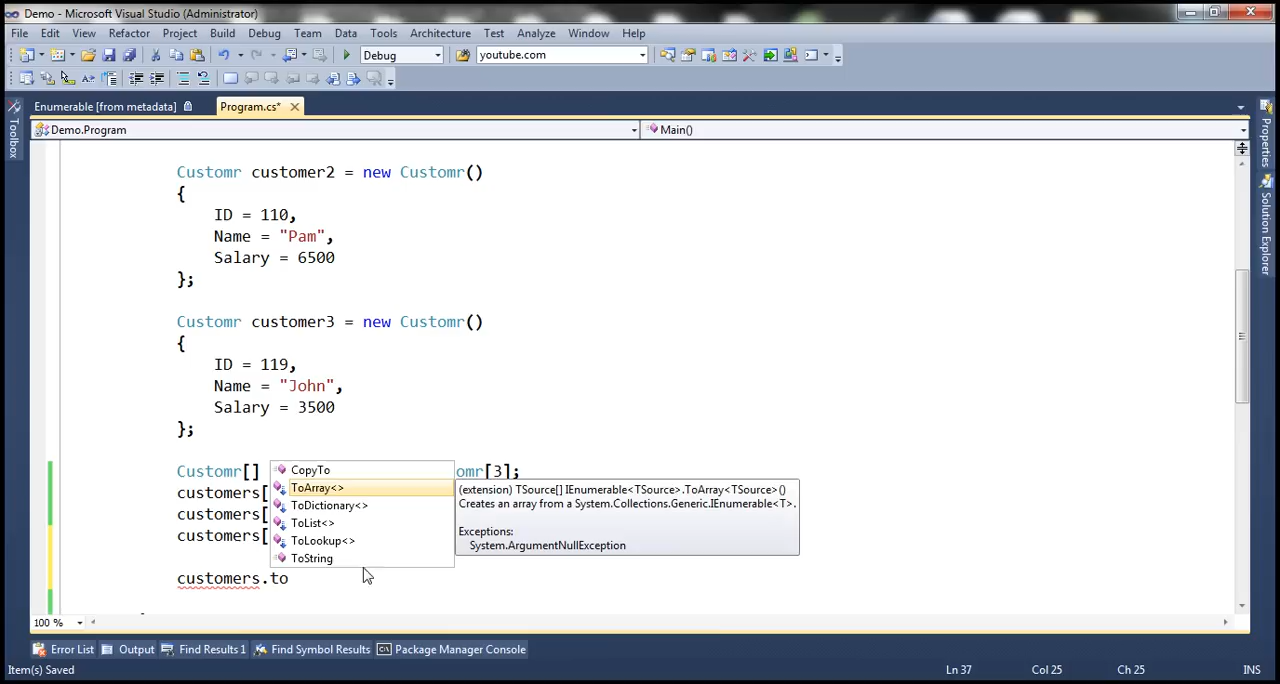 Demo - Microsoft Visual Studio (Administrator)
File Edit View Refactor Project Build Debug Team Data Tools Architecture Test Analyze Window Help
Debug youtube.com
Enumerable [from metadata] Program.cs*
Demo.Program Main()
Toolbox
Properties
Solution Explorer
Customr customer2 = new Customr()
{
ID = 110,
Name = "Pam",
Salary = 6500
};
Customr customer3 = new Customr()
{
ID = 119,
Name = "John",
Salary = 3500
};
Customr[] omr[3];
customers[
customers[
customers[
customers.to
CopyTo
ToArray<>
ToDictionary<>
ToList<>
ToLookup<>
ToString
(extension) TSource[] IEnumerable<TSource>.ToArray<TSource>()
Creates an array from a System.Collections.Generic.IEnumerable<T>.
Exceptions:
System.ArgumentNullException
100 %
Error List Output Find Results 1 Find Symbol Results Package Manager Console
Item(s) Saved Ln 37 Col 25 Ch 25 INS